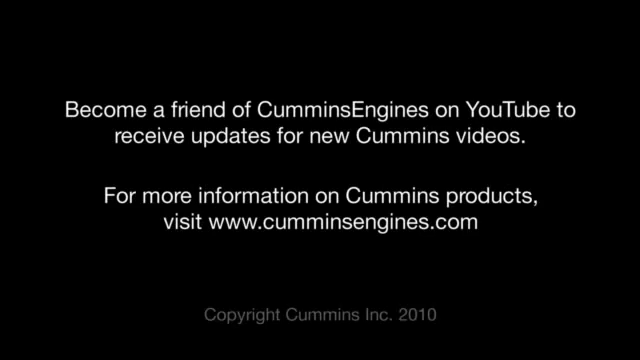 Become a friend of CumminsEngines on YouTube to
receive updates for new Cummins videos.
For more information on Cummins products,
visit www.cumminsengines.com
Copyright Cummins Inc. 2010